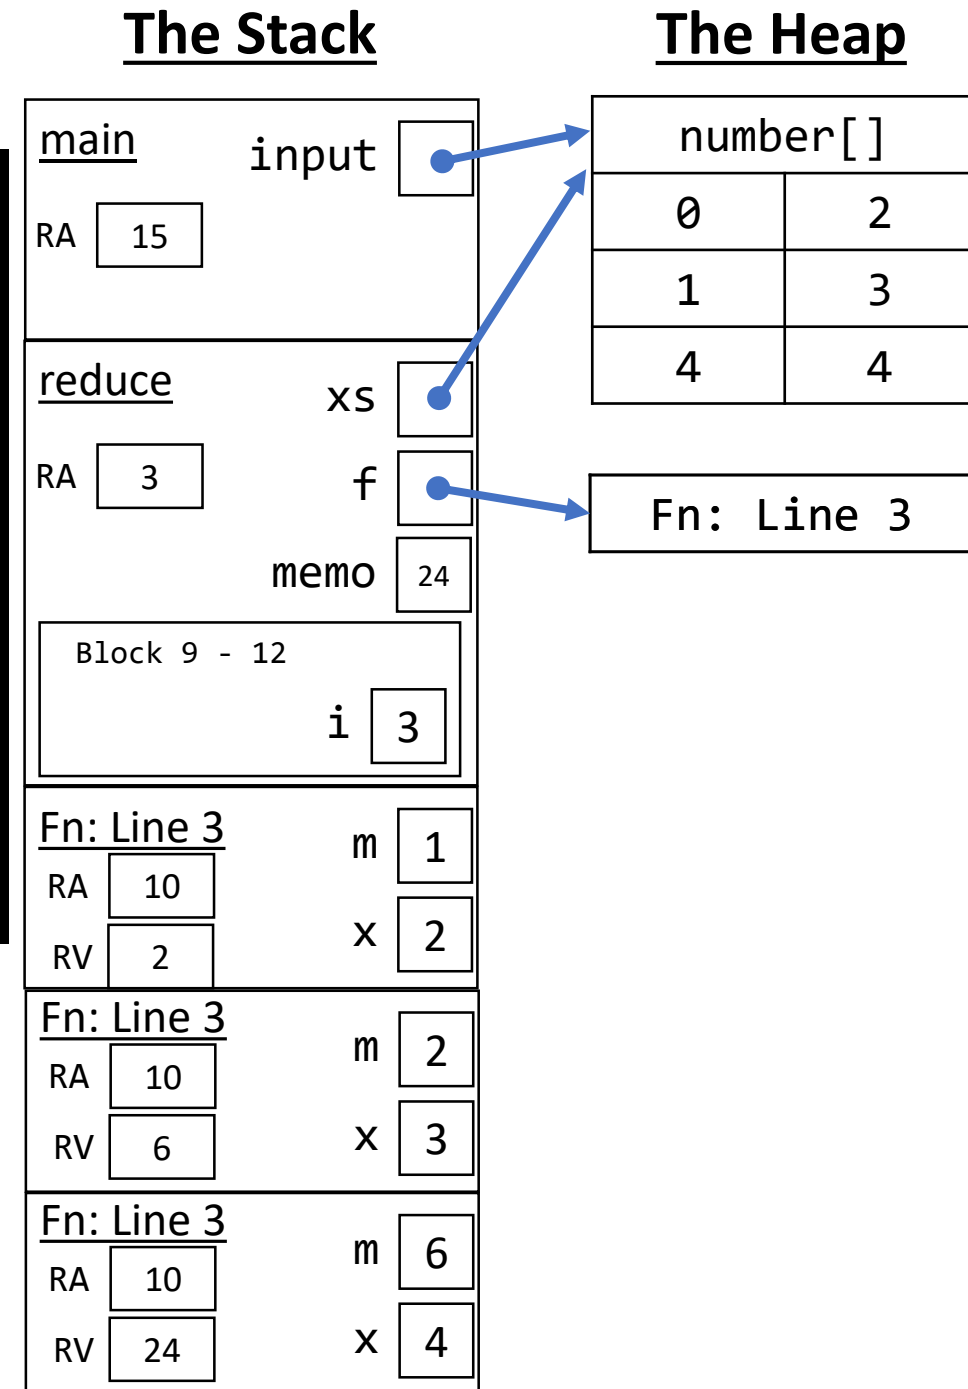 The Stack
The Heap
main
input
RA 15
number[]
0 2
1 3
4 4
reduce
xs
RA 3
f
Fn: Line 3
memo 24
Block 9 - 12
i 3
Fn: Line 3
m 1
RA 10
x 2
RV 2
Fn: Line 3
m 2
RA 10
x 3
RV 6
Fn: Line 3
m 6
RA 10
x 4
RV 24